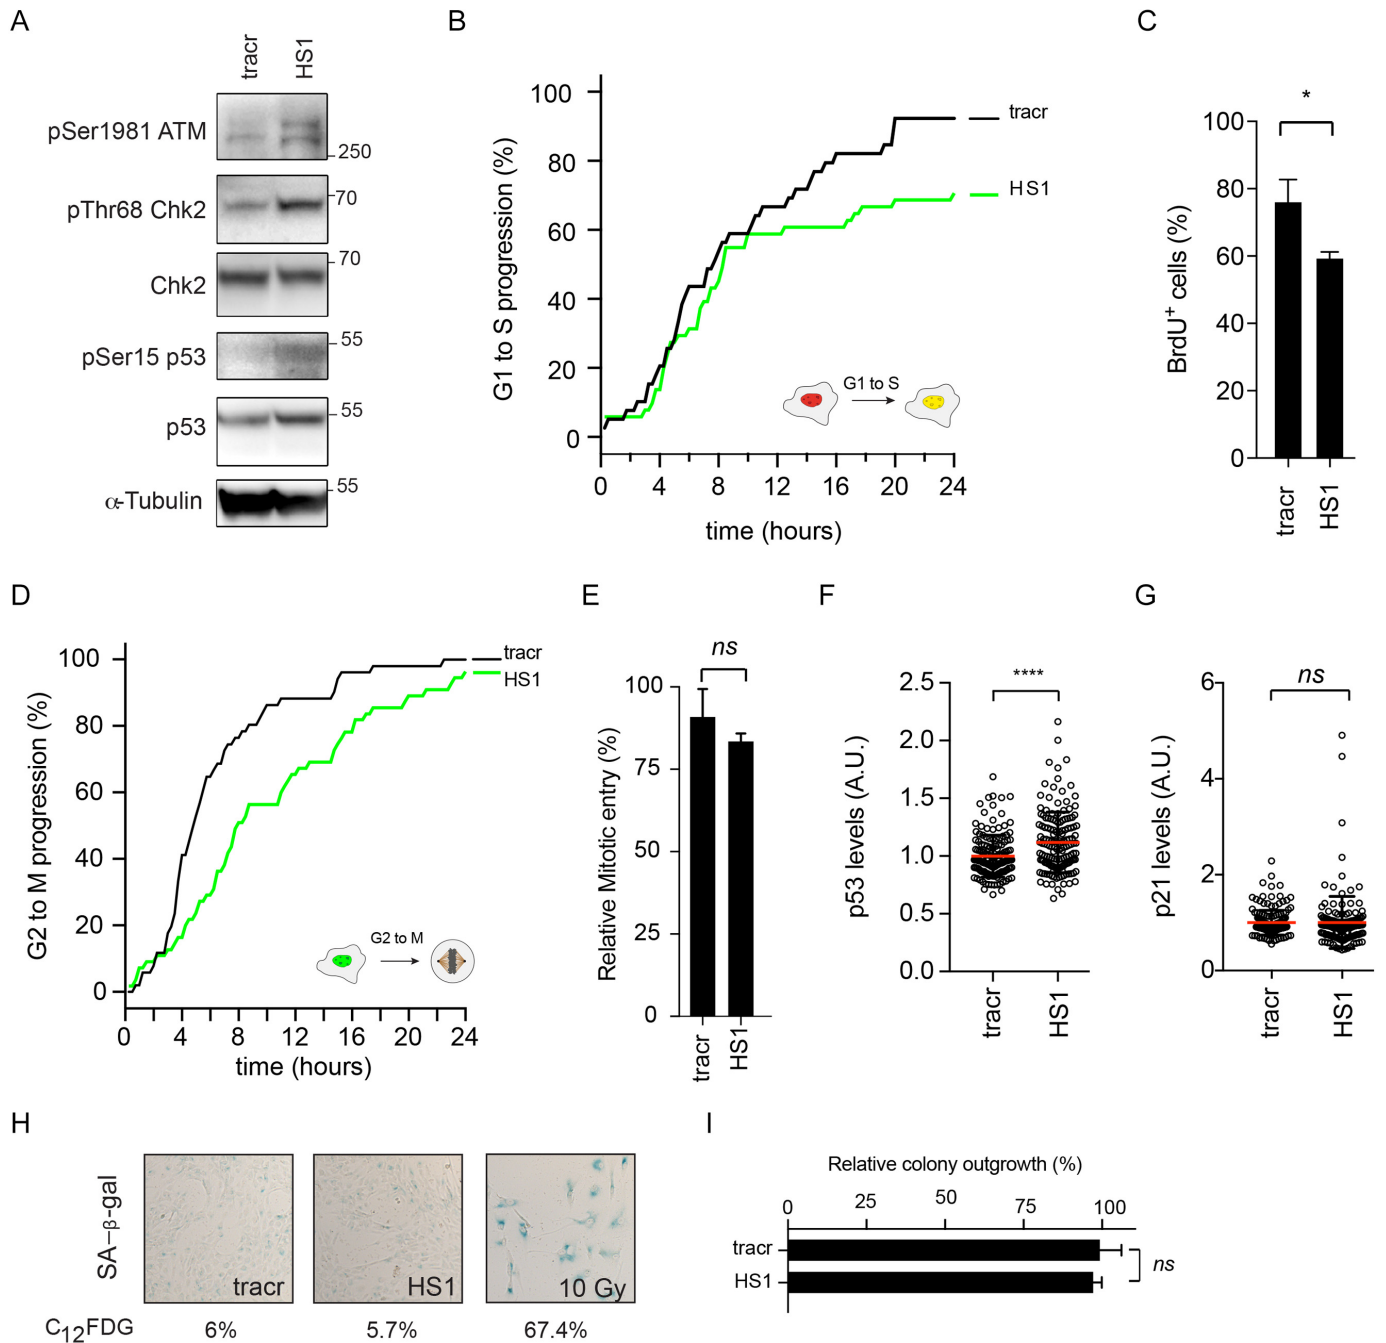 A
tracr
HS1
pSer1981 ATM
250
pThr68 Chk2
70
Chk2
70
pSer15 p53
55
p53
55
α-Tubulin
55
B
G1 to S progression (%)
100
80
60
40
20
0
0 4 8 12 16 20 24
time (hours)
tracr
HS1
G1 to S
C
*
BrdU⁺ cells (%)
100
80
60
40
20
0
tracr
HS1
D
G2 to M progression (%)
100
80
60
40
20
0
0 4 8 12 16 20 24
time (hours)
tracr
HS1
G2 to M
E
ns
Relative Mitotic entry (%)
100
75
50
25
0
tracr
HS1
F
****
p53 levels (A.U.)
2.5
2.0
1.5
1.0
0.5
0.0
tracr
HS1
G
ns
p21 levels (A.U.)
6
4
2
0
tracr
HS1
H
SA–β-gal
tracr
HS1
10 Gy
C₁₂FDG 6% 5.7% 67.4%
I
Relative colony outgrowth (%)
0 25 50 75 100
tracr
HS1
ns